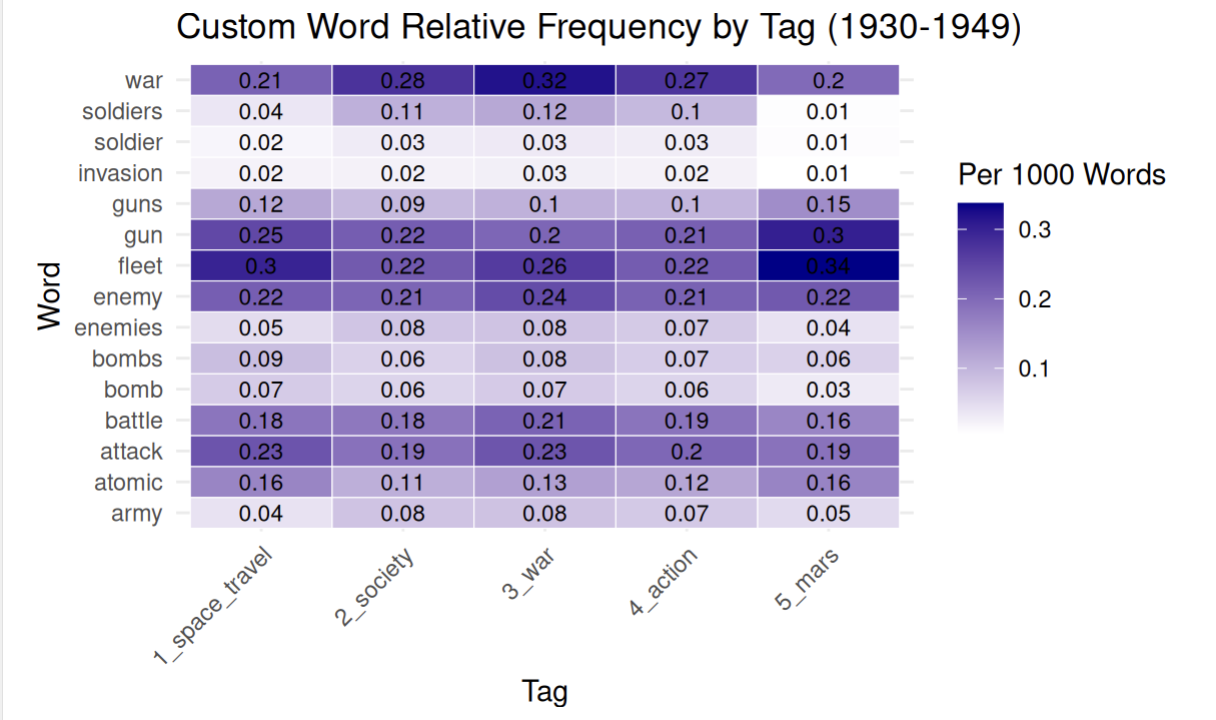 Custom Word Relative Frequency by Tag (1930-1949)
war 0.21 0.28 0.32 0.27 0.2
soldiers 0.04 0.11 0.12 0.1 0.01
soldier 0.02 0.03 0.03 0.03 0.01
invasion 0.02 0.02 0.03 0.02 0.01
guns 0.12 0.09 0.1 0.1 0.15
gun 0.25 0.22 0.2 0.21 0.3
fleet 0.3 0.22 0.26 0.22 0.34
enemy 0.22 0.21 0.24 0.21 0.22
enemies 0.05 0.08 0.08 0.07 0.04
bombs 0.09 0.06 0.08 0.07 0.06
bomb 0.07 0.06 0.07 0.06 0.03
battle 0.18 0.18 0.21 0.19 0.16
attack 0.23 0.19 0.23 0.2 0.19
atomic 0.16 0.11 0.13 0.12 0.16
army 0.04 0.08 0.08 0.07 0.05
Word
1_space_travel 2_society 3_war 4_action 5_mars
Tag
Per 1000 Words
0.3
0.2
0.1